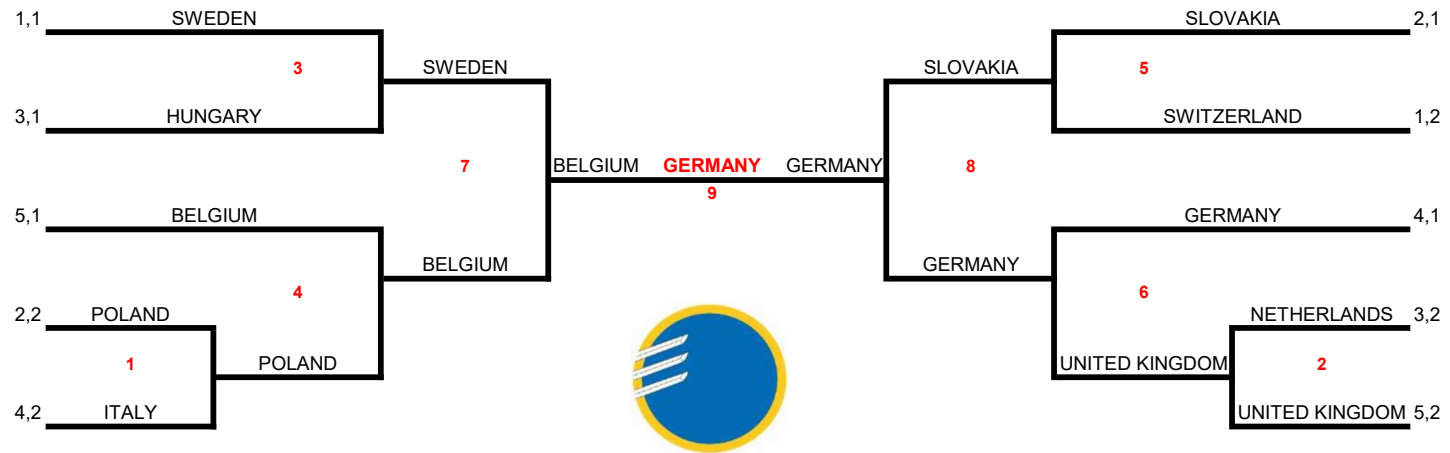 1,1 SWEDEN SLOVAKIA 2,1
3 SWEDEN SLOVAKIA 5
3,1 HUNGARY SWITZERLAND 1,2
7 BELGIUM GERMANY GERMANY 8
9
5,1 BELGIUM GERMANY 4,1
BELGIUM GERMANY
4 6
2,2 POLAND NETHERLANDS 3,2
1 POLAND UNITED KINGDOM 2
4,2 ITALY UNITED KINGDOM 5,2